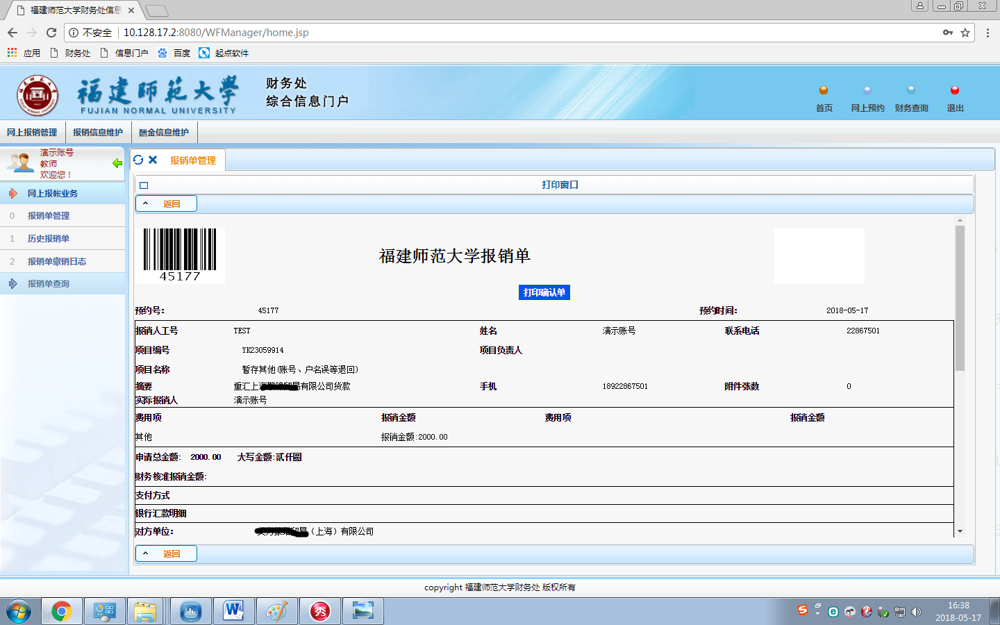 福建师范大学财务处信息
不安全 10.128.17.2:8080/WFManager/home.jsp
应用 财务处 信息门户 百度 起点软件
福建师范大学 财务处
FUJIAN NORMAL UNIVERSITY 综合信息门户
首页 网上预约 财务查询 退出
网上报销管理 报销信息维护 酬金信息维护
演示账号
教师
欢迎您！
报销单管理
网上报帐业务
0 报销单管理
1 历史报销单
2 报销单撤销日志
报销单查询
打印窗口
返回
45177
福建师范大学报销单
打印确认单
预约号： 45177 预约时间： 2018-05-17
报销人工号 TEST 姓名 演示账号 联系电话 22867501
项目编号 YK23059914 项目负责人
项目名称 暂存其他(账号、户名误等退回)
摘要 重汇上海 有限公司货款 手机 18922867501 附件张数 0
实际报销人 演示账号
费用项 报销金额 费用项 报销金额
其他 报销金额:2000.00
申请总金额: 2000.00 大写金额:贰仟圆
财务核准报销金额:
支付方式
银行汇款明细
对方单位： （上海）有限公司
返回
copyright 福建师范大学财务处 版权所有
16:38
2018-05-17